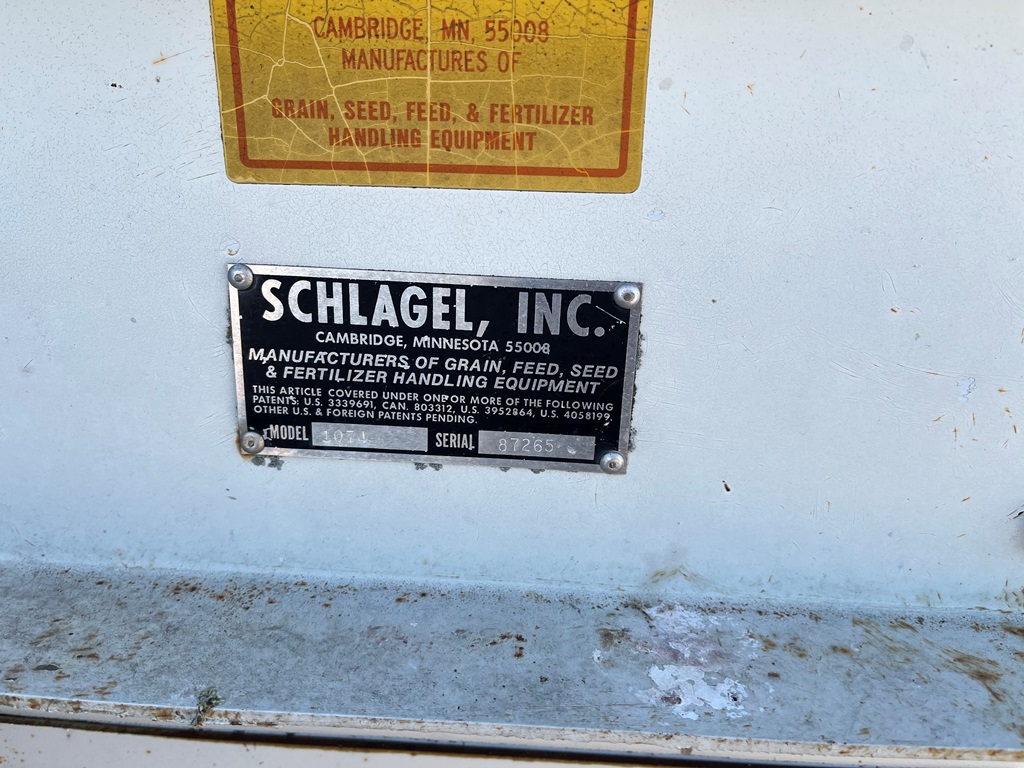 CAMBRIDGE, MN, 55008
MANUFACTURES OF
GRAIN, SEED, FEED, & FERTILIZER
HANDLING EQUIPMENT
SCHLAGEL, INC.
CAMBRIDGE, MINNESOTA 55008
MANUFACTURERS OF GRAIN, FEED, SEED
& FERTILIZER HANDLING EQUIPMENT
THIS ARTICLE COVERED UNDER ONE OR MORE OF THE FOLLOWING
PATENTS: U.S. 3339691, CAN. 803312, U.S. 3952864, U.S. 4058199,
OTHER U.S. & FOREIGN PATENTS PENDING.
MODEL SERIAL 87265